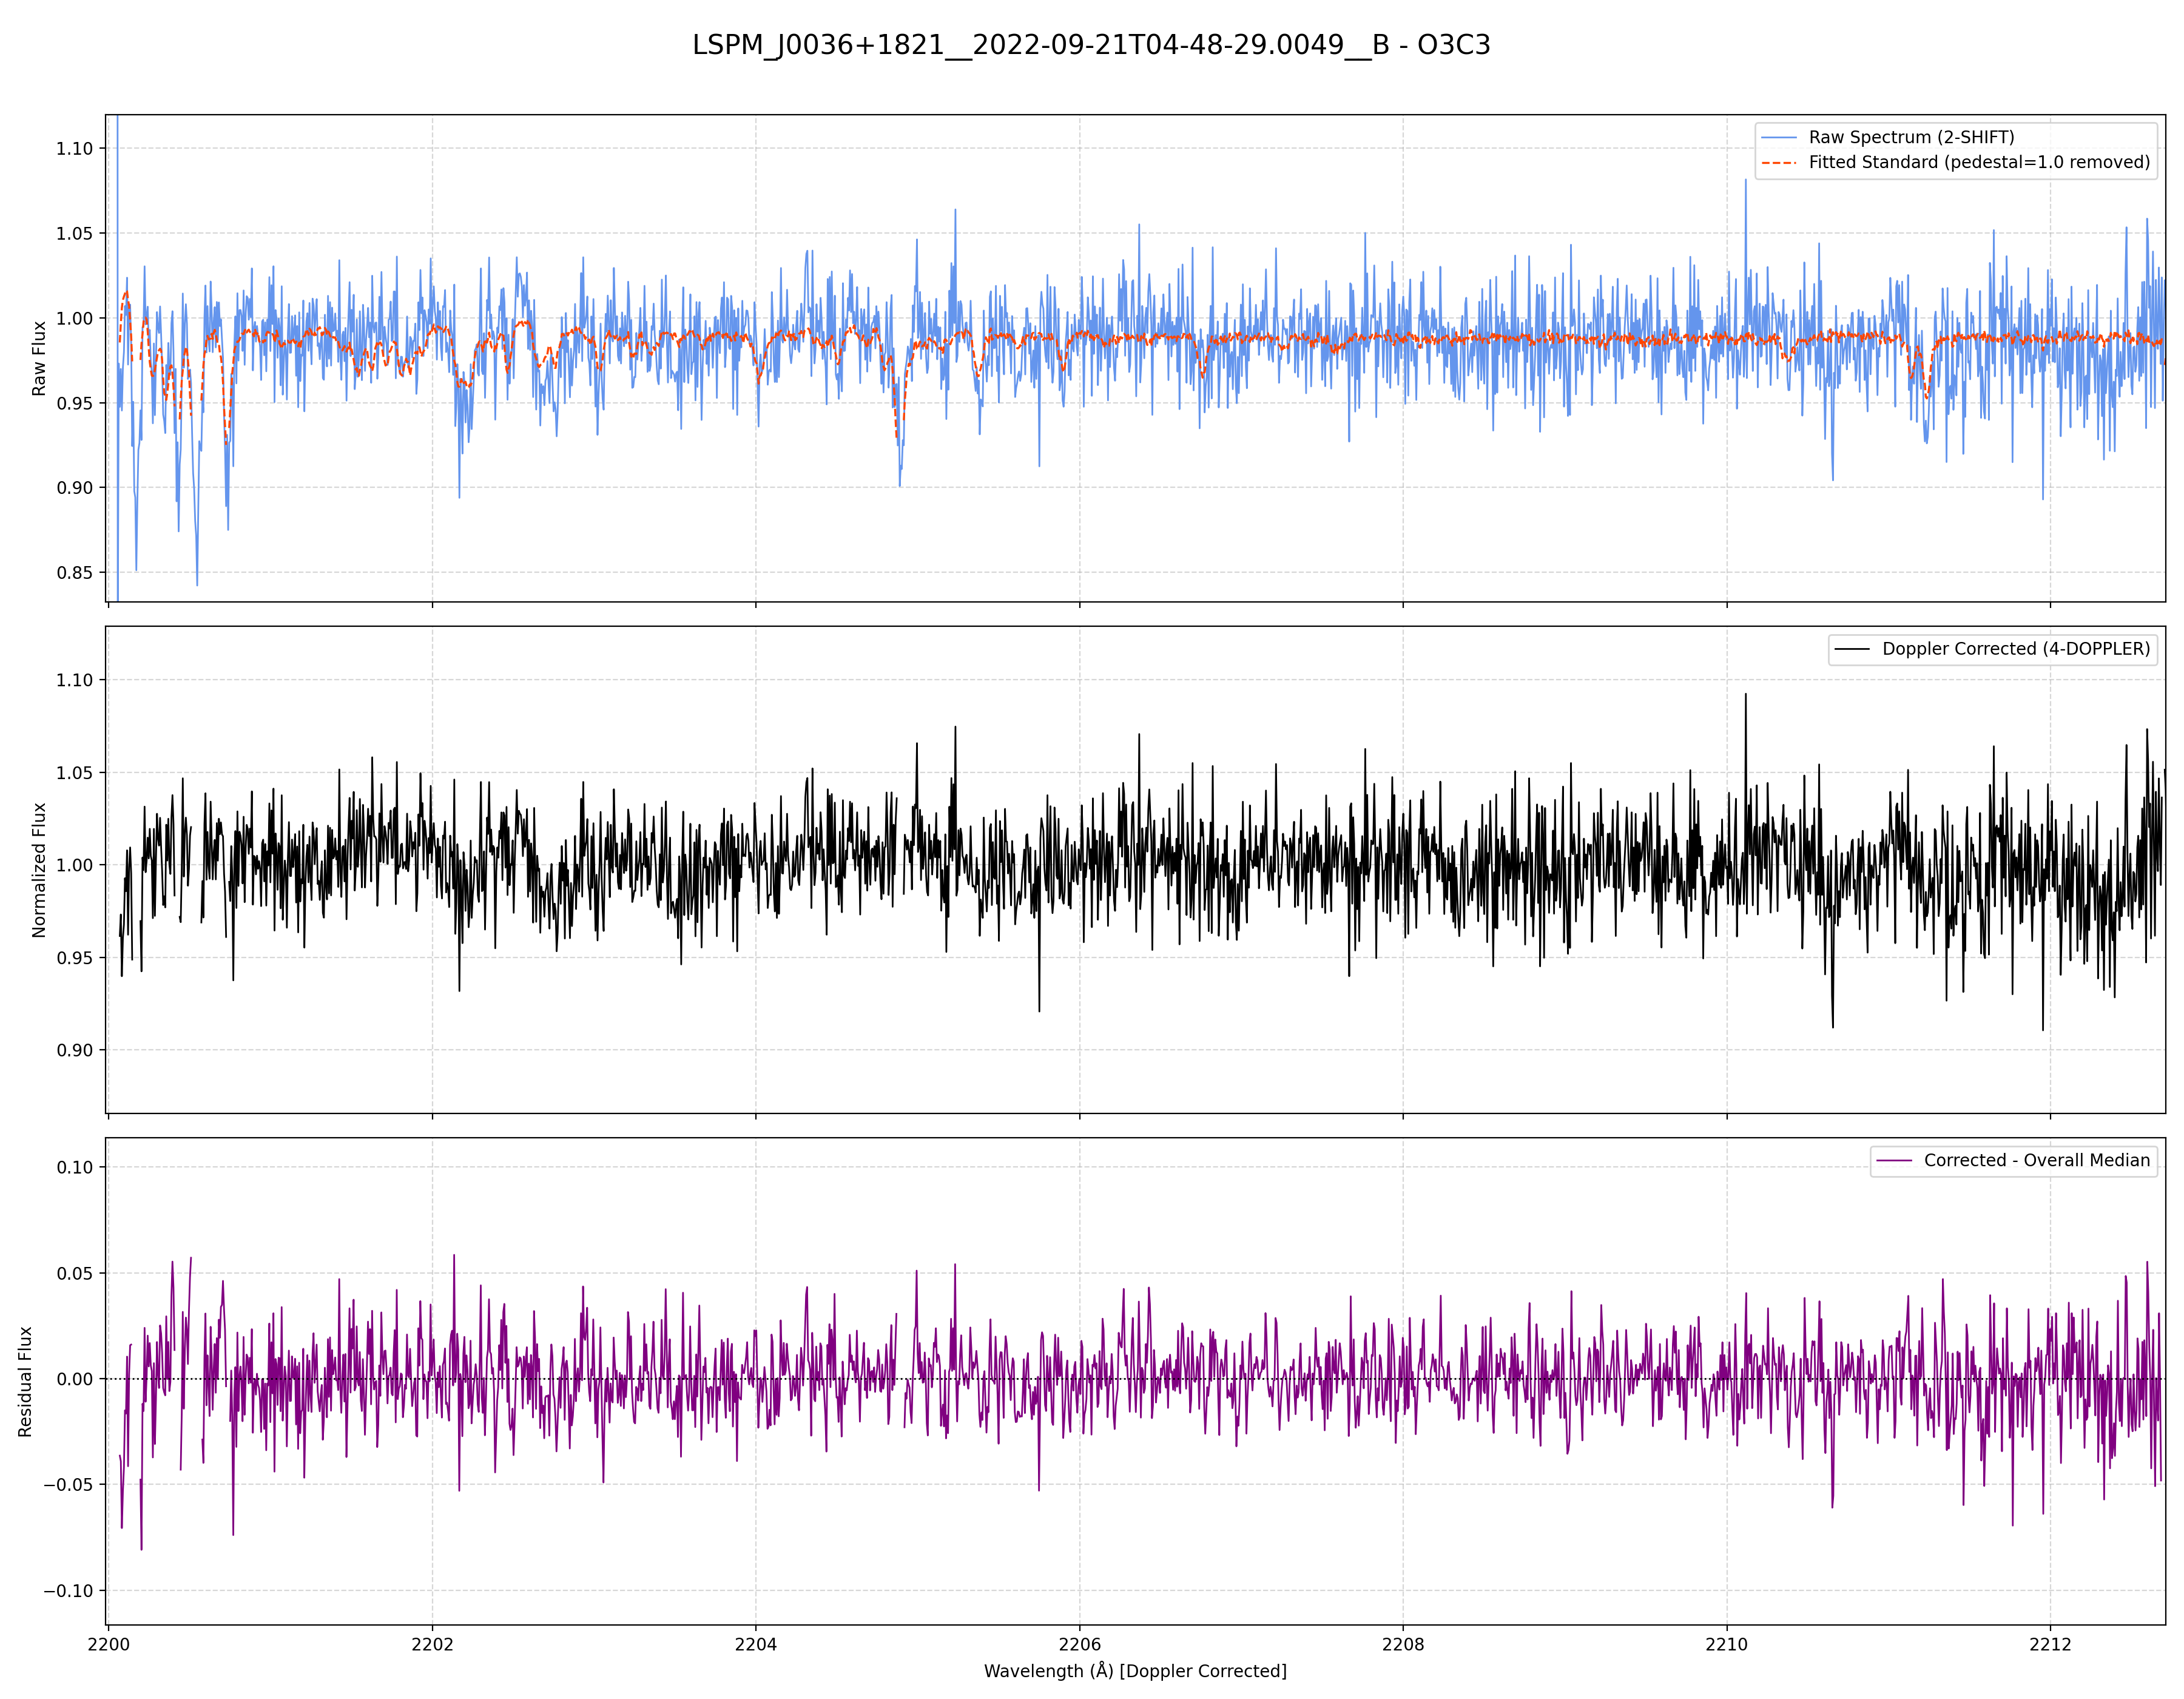 LSPM_J0036+1821__2022-09-21T04-48-29.0049__B - O3C3
Raw Spectrum (2-SHIFT)
Fitted Standard (pedestal=1.0 removed)
1.10
1.05
1.00
0.95
0.90
0.85
Raw Flux
Doppler Corrected (4-DOPPLER)
1.10
1.05
1.00
0.95
0.90
Normalized Flux
Corrected - Overall Median
0.10
0.05
0.00
−0.05
−0.10
Residual Flux
2200 2202 2204 2206 2208 2210 2212
Wavelength (Å) [Doppler Corrected]